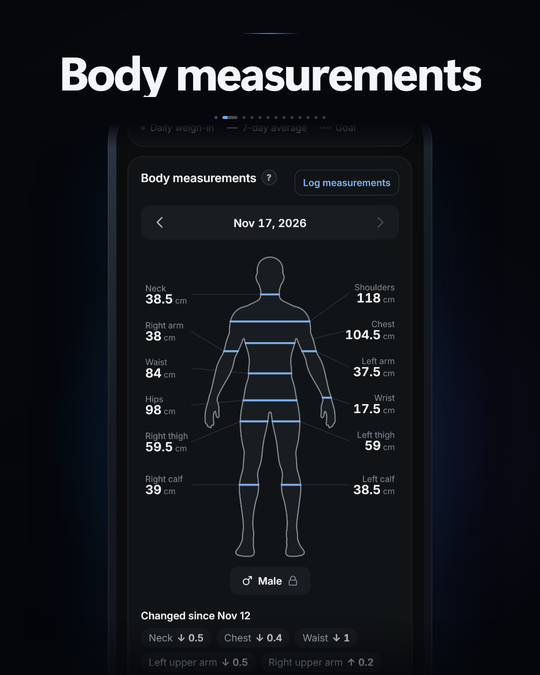 Body measurements
Daily weigh-in 7-day average Goal
Body measurements ? Log measurements
Nov 17, 2026
Neck
38.5 cm
Shoulders
118 cm
Right arm
38 cm
Chest
104.5 cm
Waist
84 cm
Left arm
37.5 cm
Hips
98 cm
Wrist
17.5 cm
Right thigh
59.5 cm
Left thigh
59 cm
Right calf
39 cm
Left calf
38.5 cm
♂ Male
Changed since Nov 12
Neck ↓ 0.5 Chest ↓ 0.4 Waist ↓ 1
Left upper arm ↓ 0.5 Right upper arm ↑ 0.2